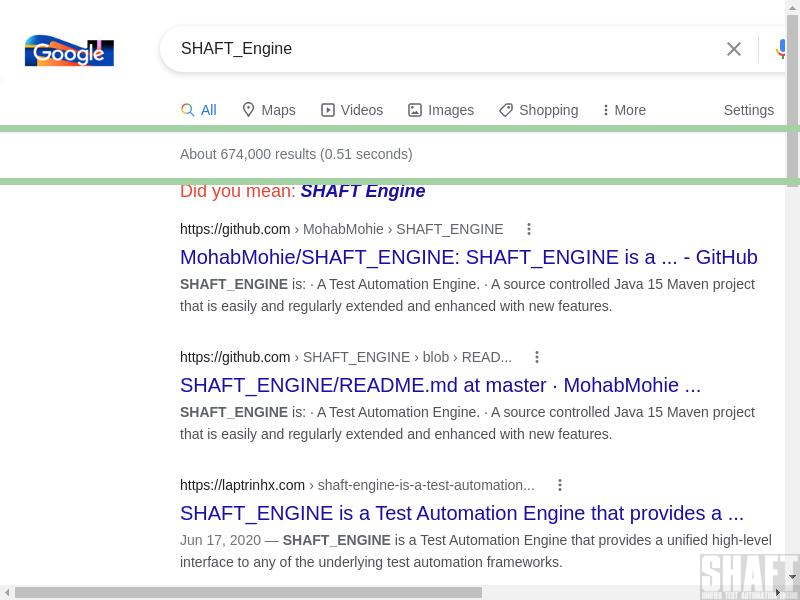 Google
SHAFT_Engine
All
Maps
Videos
Images
Shopping
More
Settings
About 674,000 results (0.51 seconds)
Did you mean: SHAFT Engine
https://github.com › MohabMohie › SHAFT_ENGINE
MohabMohie/SHAFT_ENGINE: SHAFT_ENGINE is a ... - GitHub
SHAFT_ENGINE is: · A Test Automation Engine. · A source controlled Java 15 Maven project
that is easily and regularly extended and enhanced with new features.
https://github.com › SHAFT_ENGINE › blob › READ...
SHAFT_ENGINE/README.md at master · MohabMohie ...
SHAFT_ENGINE is: · A Test Automation Engine. · A source controlled Java 15 Maven project
that is easily and regularly extended and enhanced with new features.
https://laptrinhx.com › shaft-engine-is-a-test-automation...
SHAFT_ENGINE is a Test Automation Engine that provides a ...
Jun 17, 2020 — SHAFT_ENGINE is a Test Automation Engine that provides a unified high-level
interface to any of the underlying test automation frameworks.
SHAFT